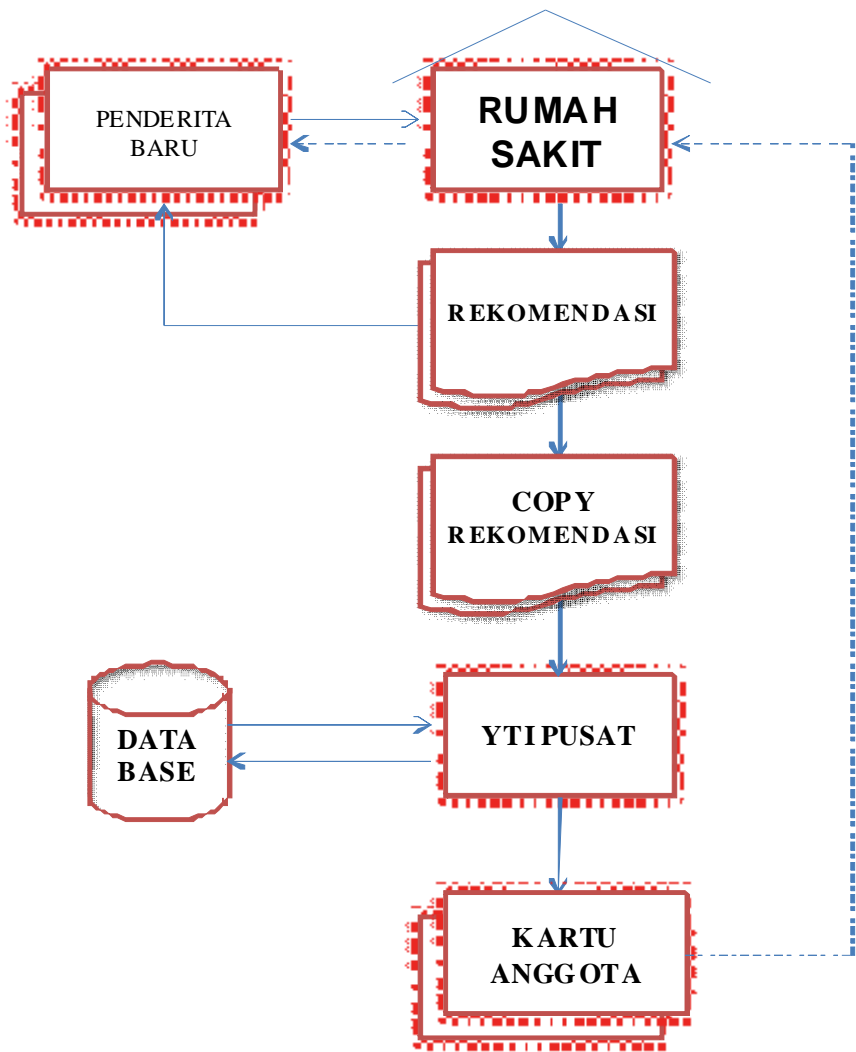 PENDERITA
BARU
RUMAH
SAKIT
REKOMENDASI
COPY
REKOMENDASI
DATA
BASE
YTI PUSAT
KARTU
ANGGOTA